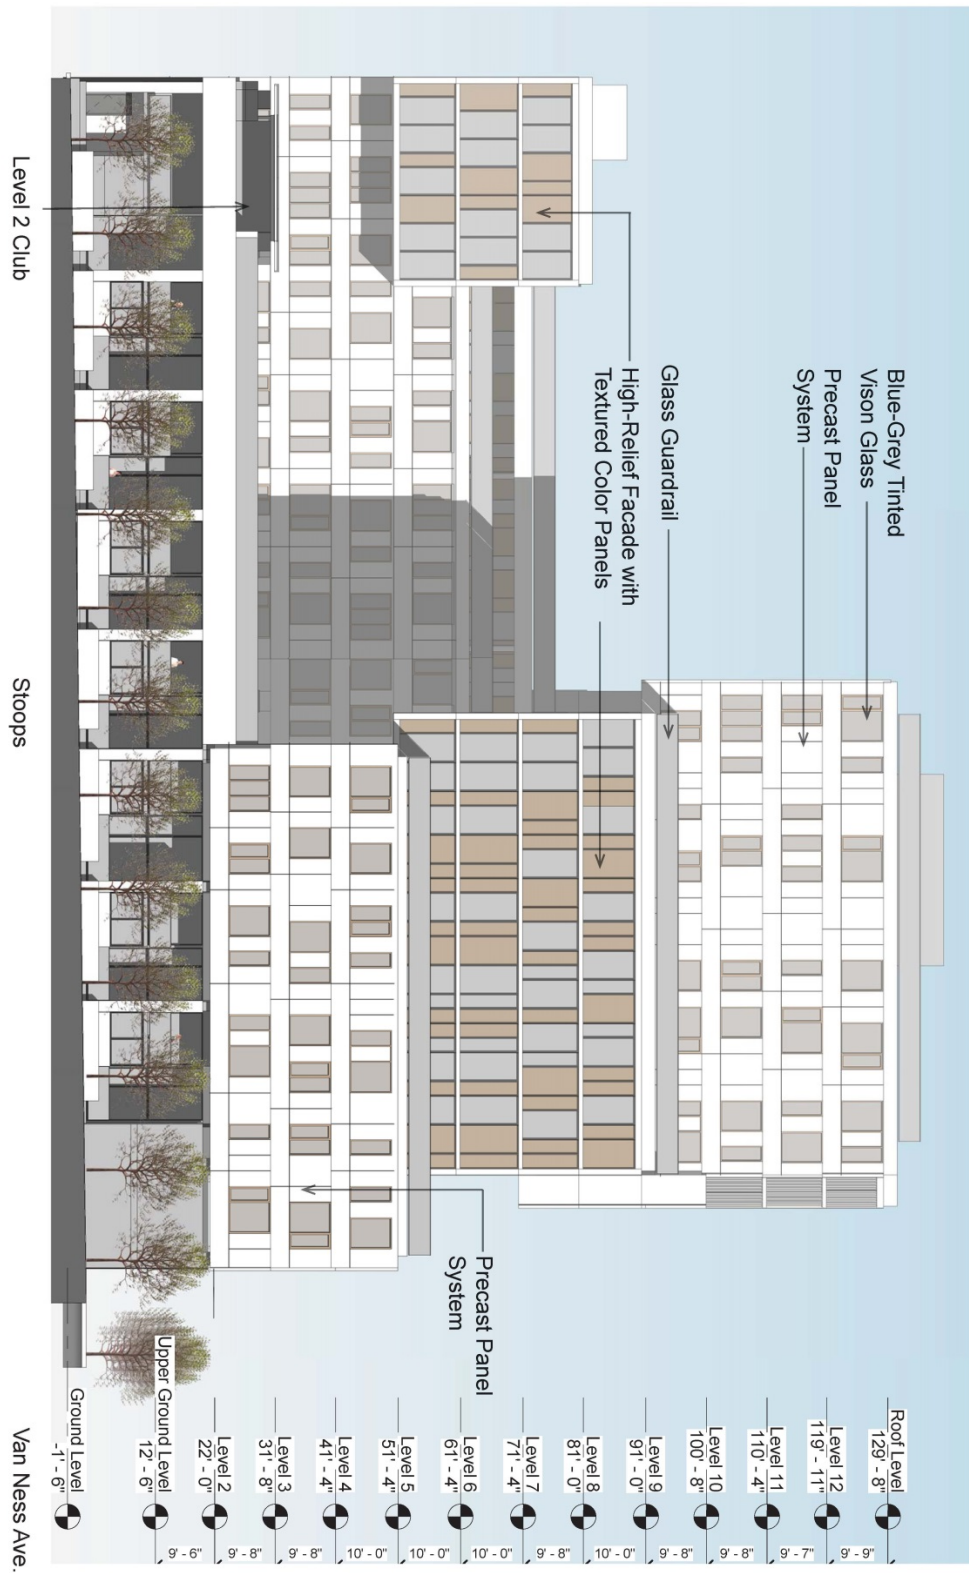 Blue-Grey Tinted
Vison Glass
Precast Panel
System
Glass Guardrail
High-Relief Facade with
Textured Color Panels
Precast Panel
System
Level 2 Club
Stoops
Van Ness Ave.
Roof Level
129' - 8"
Level 12
119' - 11"
Level 11
110' - 4"
Level 10
100' - 8"
Level 9
91' - 0"
Level 8
81' - 0"
Level 7
71' - 4"
Level 6
61' - 4"
Level 5
51' - 4"
Level 4
41' - 4"
Level 3
31' - 8"
Level 2
22' - 0"
Upper Ground Level
12' - 6"
Ground Level
-1' - 6"
9' - 9"
9' - 7"
9' - 8"
9' - 8"
10' - 0"
9' - 8"
10' - 0"
10' - 0"
10' - 0"
9' - 8"
9' - 8"
9' - 6"